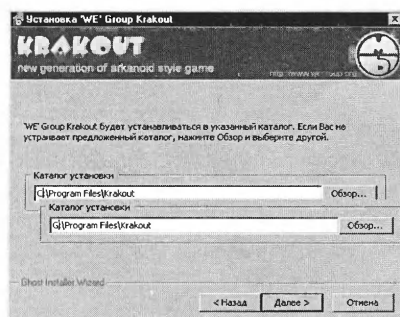 Установка 'WE' Group Krakout
KRAKOUT
new generation of arkanoid style game
'WE' Group Krakout будет устанавливаться в указанный каталог. Если Вас не
устраивает предложенный каталог, нажмите Обзор и выберите другой.
Каталог установки
C:\Program Files\Krakout
Обзор...
Каталог установки
G:\Program Files\Krakout
Обзор...
Ghost Installer Wizard
< Назад
Далее >
Отмена